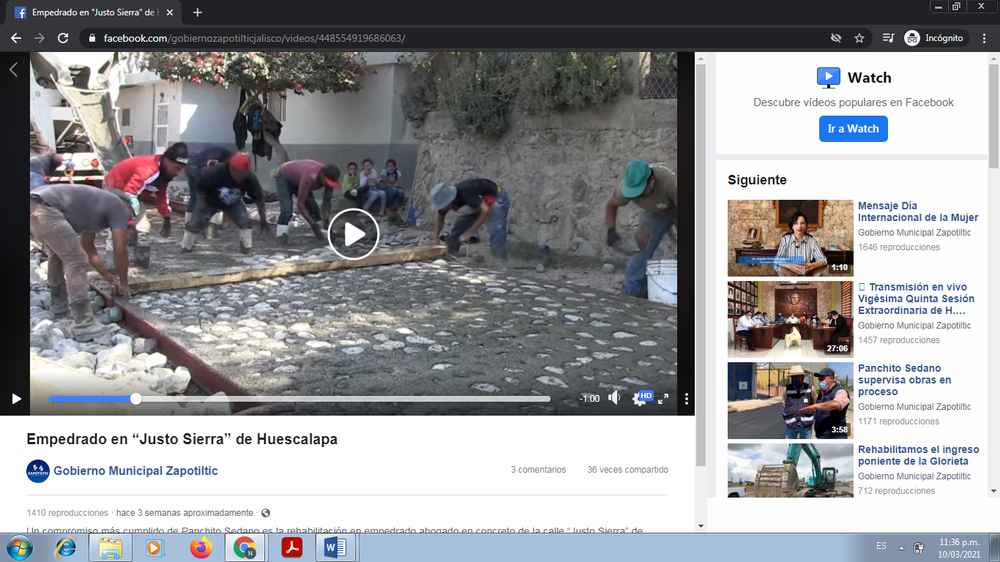 Empedrado en “Justo Sierra” de H
facebook.com/gobiernozapotilticjalisco/videos/448554919686063/
Incógnito
-1:00
HD
Empedrado en “Justo Sierra” de Huescalapa
ZAPOTILTIC
Gobierno Municipal Zapotiltic
3 comentarios
36 veces compartido
1410 reproducciones · hace 3 semanas aproximadamente ·
Un compromiso más cumplido de Panchito Sedano es la rehabilitación en empedrado ahogado en concreto de la calle “Justo Sierra” de
Watch
Descubre vídeos populares en Facebook
Ir a Watch
Siguiente
1:10
Mensaje Día
Internacional de la Mujer
Gobierno Municipal Zapotiltic
1646 reproducciones
27:06
Transmisión en vivo
Vigésima Quinta Sesión
Extraordinaria de H....
Gobierno Municipal Zapotiltic
1457 reproducciones
3:58
Panchito Sedano
supervisa obras en
proceso
Gobierno Municipal Zapotiltic
1171 reproducciones
Rehabilitamos el ingreso
poniente de la Glorieta
Gobierno Municipal Zapotiltic
712 reproducciones
N
W
ES
11:36 p.m.
10/03/2021